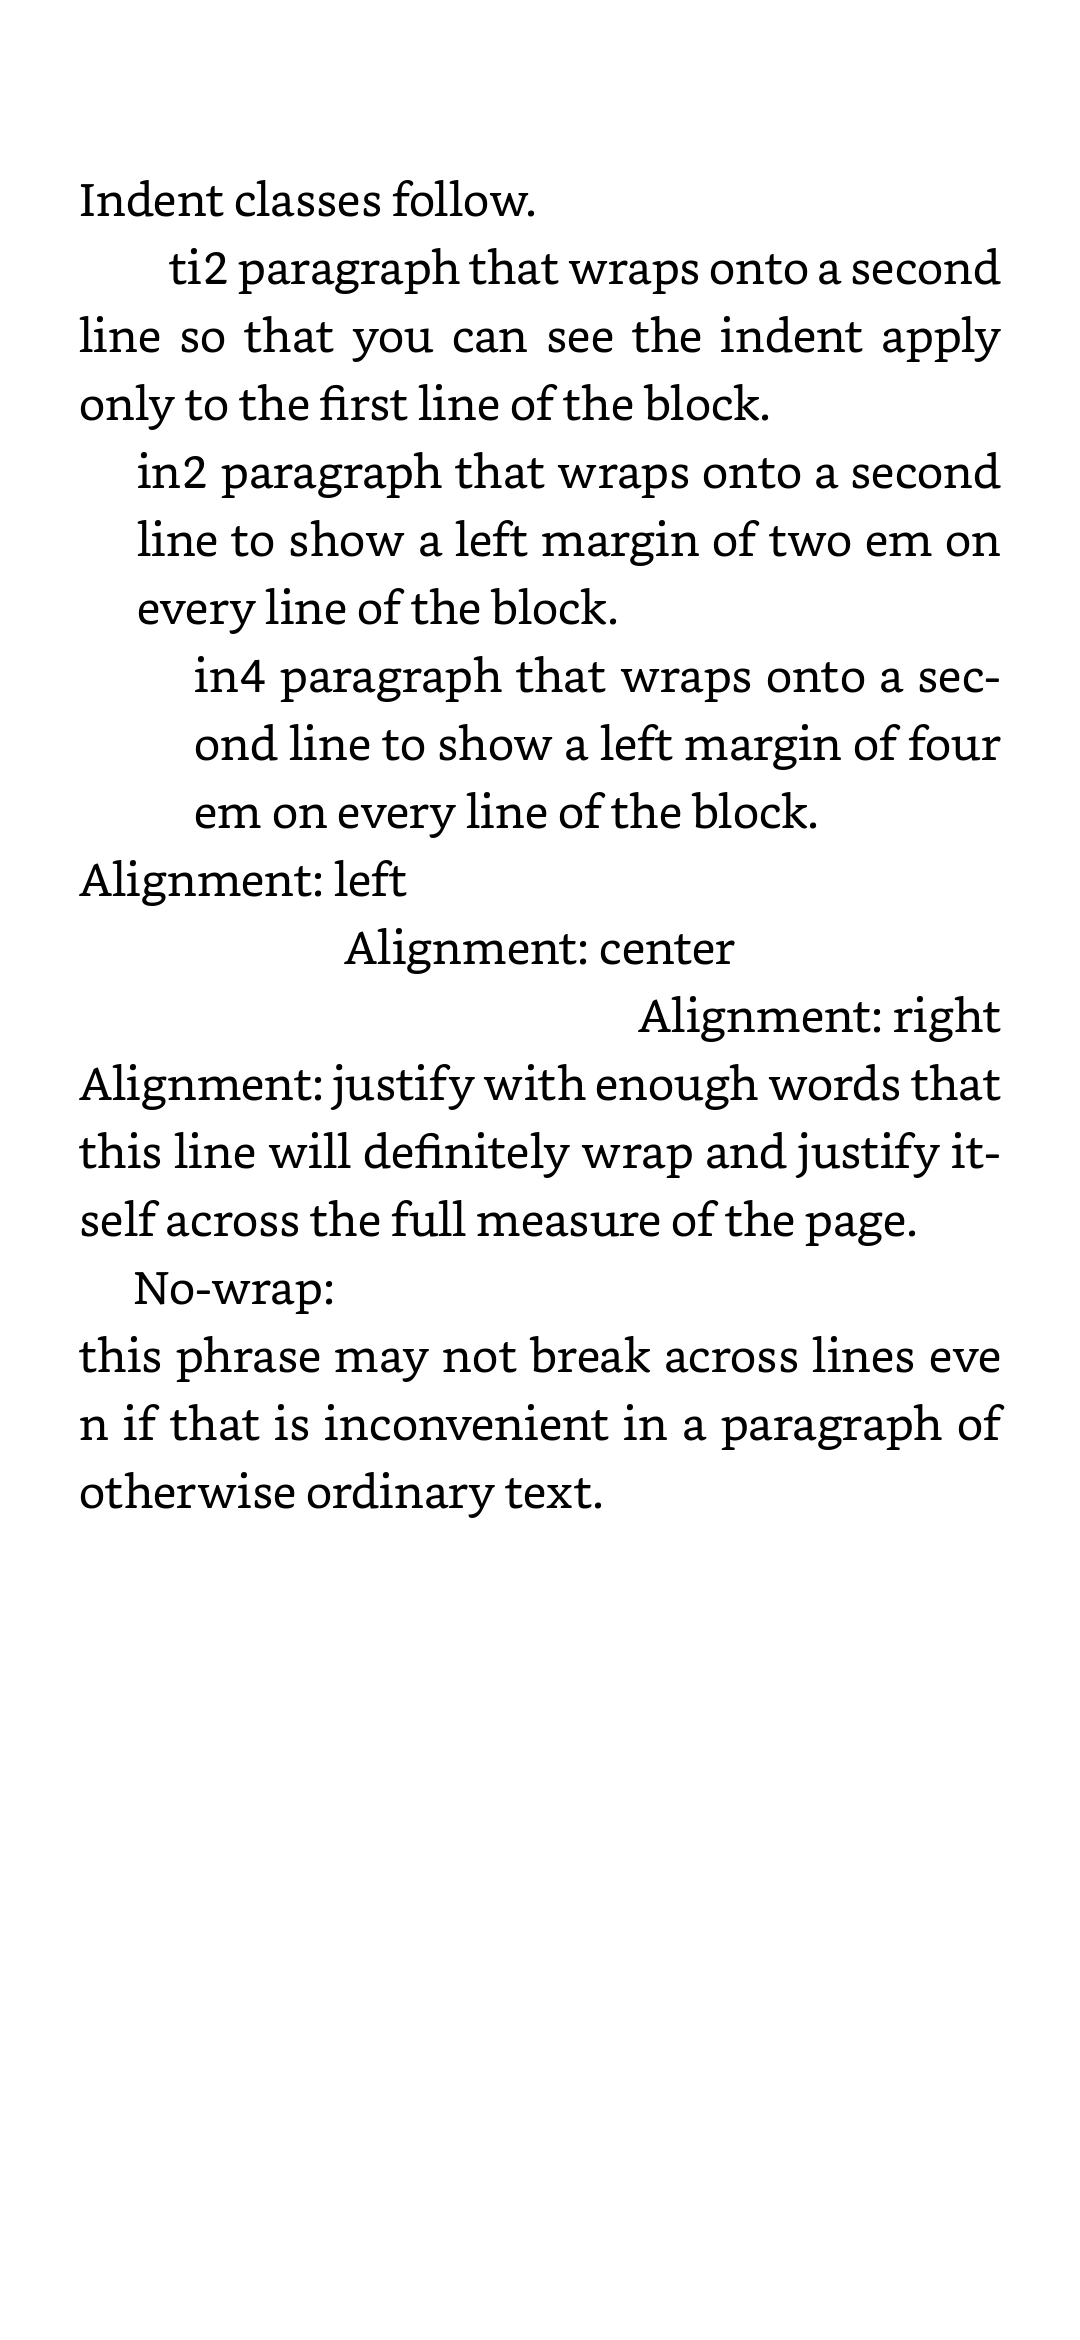 Indent classes follow.
ti2 paragraph that wraps onto a second
line so that you can see the indent apply
only to the first line of the block.
in2 paragraph that wraps onto a second
line to show a left margin of two em on
every line of the block.
in4 paragraph that wraps onto a sec-
ond line to show a left margin of four
em on every line of the block.
Alignment: left
Alignment: center
Alignment: right
Alignment: justify with enough words that
this line will definitely wrap and justify it-
self across the full measure of the page.
No-wrap:
this phrase may not break across lines eve
n if that is inconvenient in a paragraph of
otherwise ordinary text.